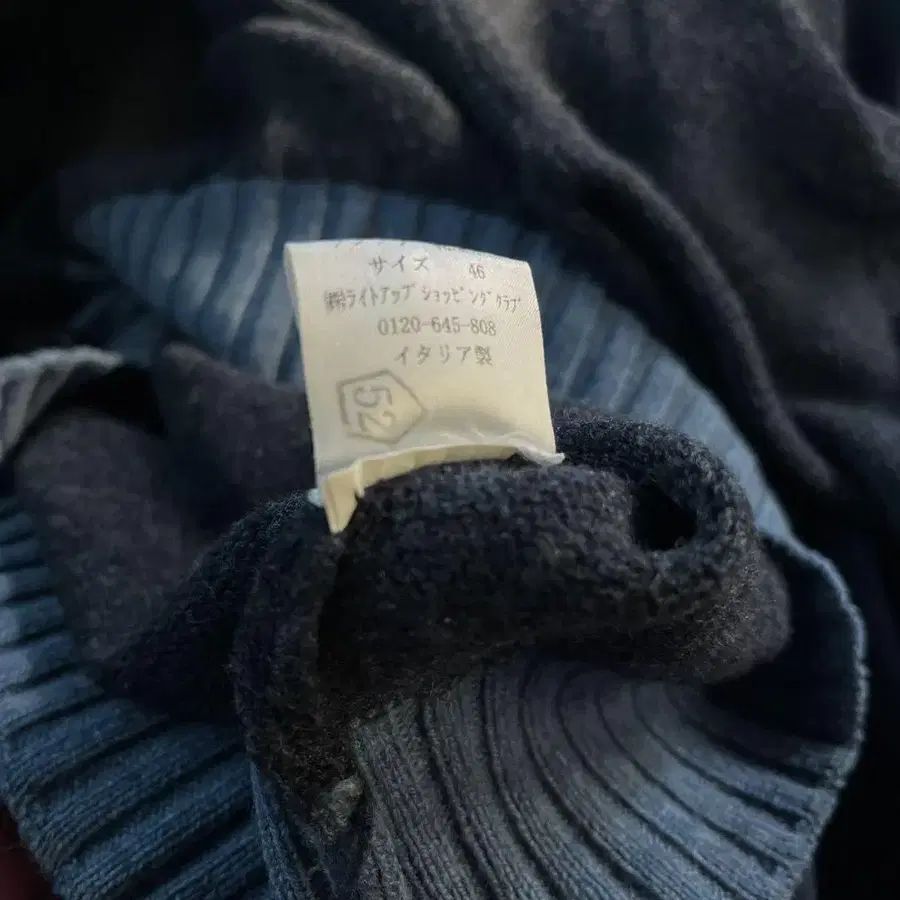 サイズ 46
㈱ライトアップショッピングクラブ
0120-645-808
イタリア製
52